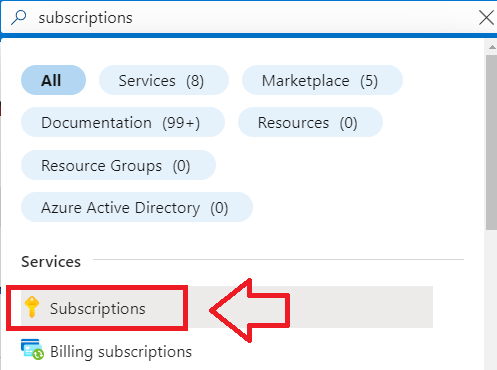 subscriptions
All Services (8) Marketplace (5)
Documentation (99+) Resources (0)
Resource Groups (0)
Azure Active Directory (0)
Services
Subscriptions
Billing subscriptions